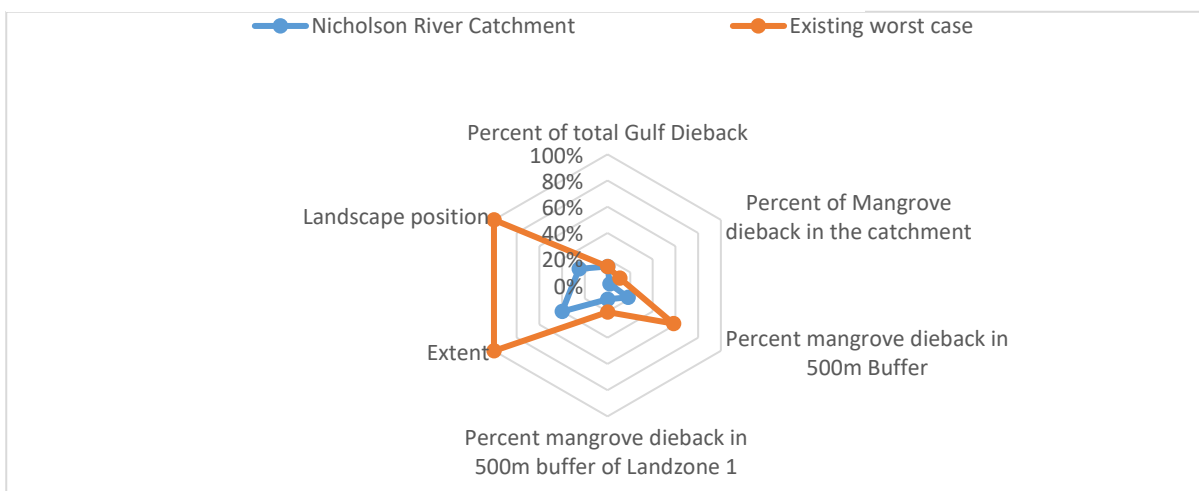 Nicholson River Catchment
Existing worst case
Percent of total Gulf Dieback
100%
80%
60%
40%
20%
0%
Percent of Mangrove
dieback in the catchment
Percent mangrove dieback in
500m Buffer
Percent mangrove dieback in
500m buffer of Landzone 1
Extent
Landscape position